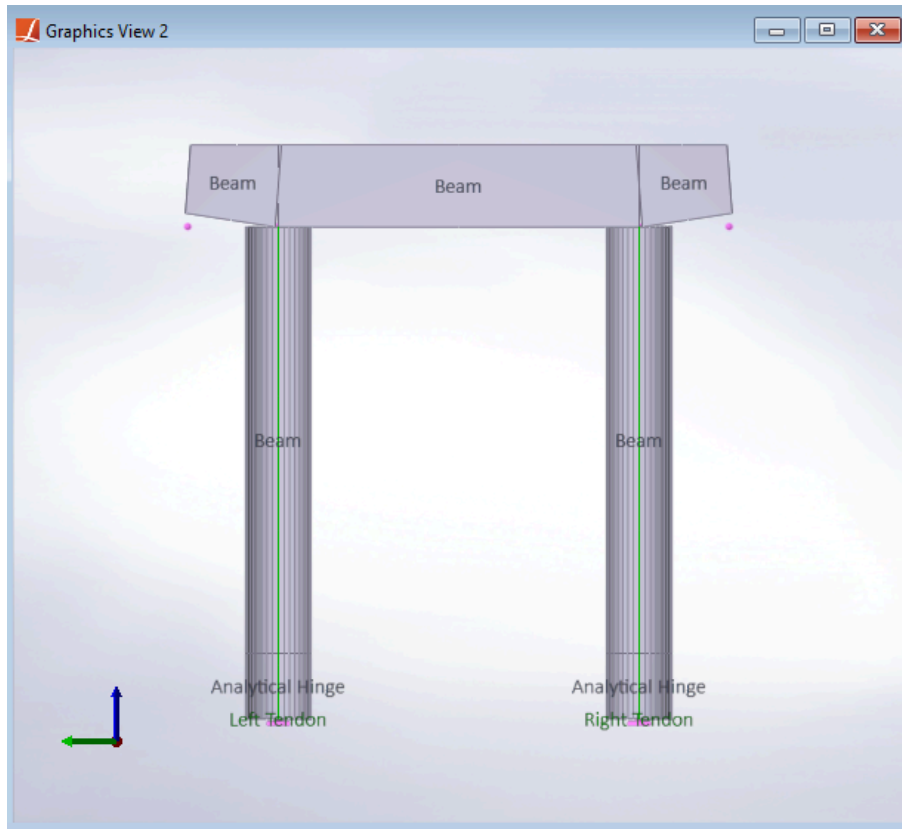 Graphics View 2
Beam Beam Beam
Beam Beam
Analytical Hinge Analytical Hinge
Left Tendon Right Tendon